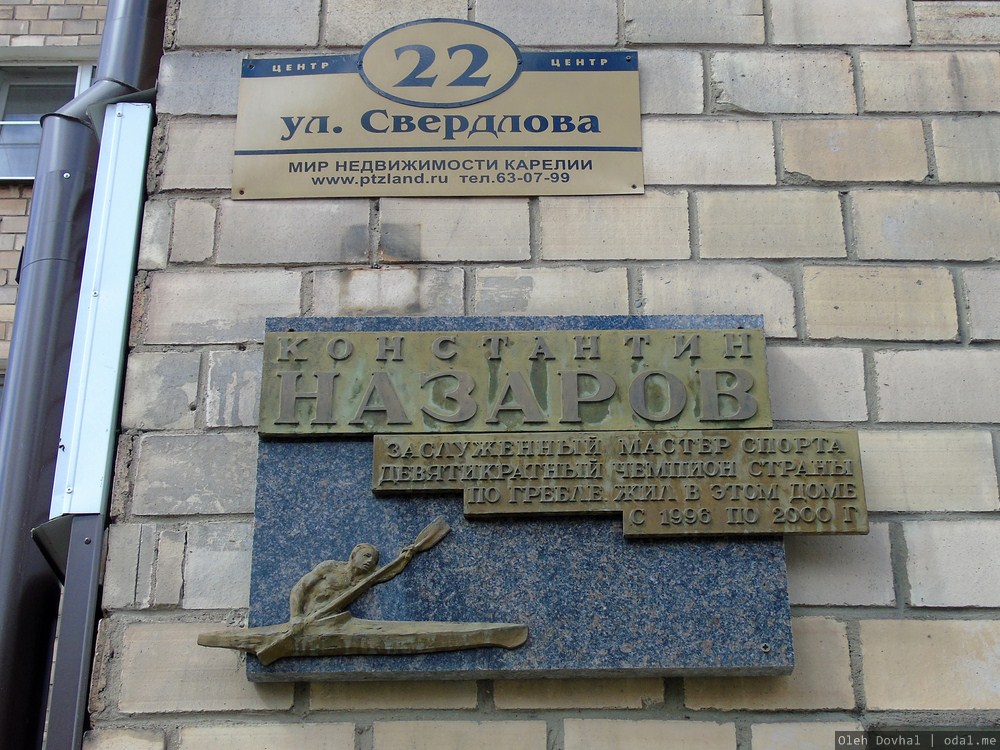 ЦЕНТР 22 ЦЕНТР
ул. Свердлова
МИР НЕДВИЖИМОСТИ КАРЕЛИИ
www.ptzland.ru тел.63-07-99
КОНСТАНТИН
НАЗАРОВ
ЗАСЛУЖЕННЫЙ МАСТЕР СПОРТА
ДЕВЯТИКРАТНЫЙ ЧЕМПИОН СТРАНЫ
ПО ГРЕБЛЕ. ЖИЛ В ЭТОМ ДОМЕ
С 1996 ПО 2000 Г
Oleh Dovhal | odal.me